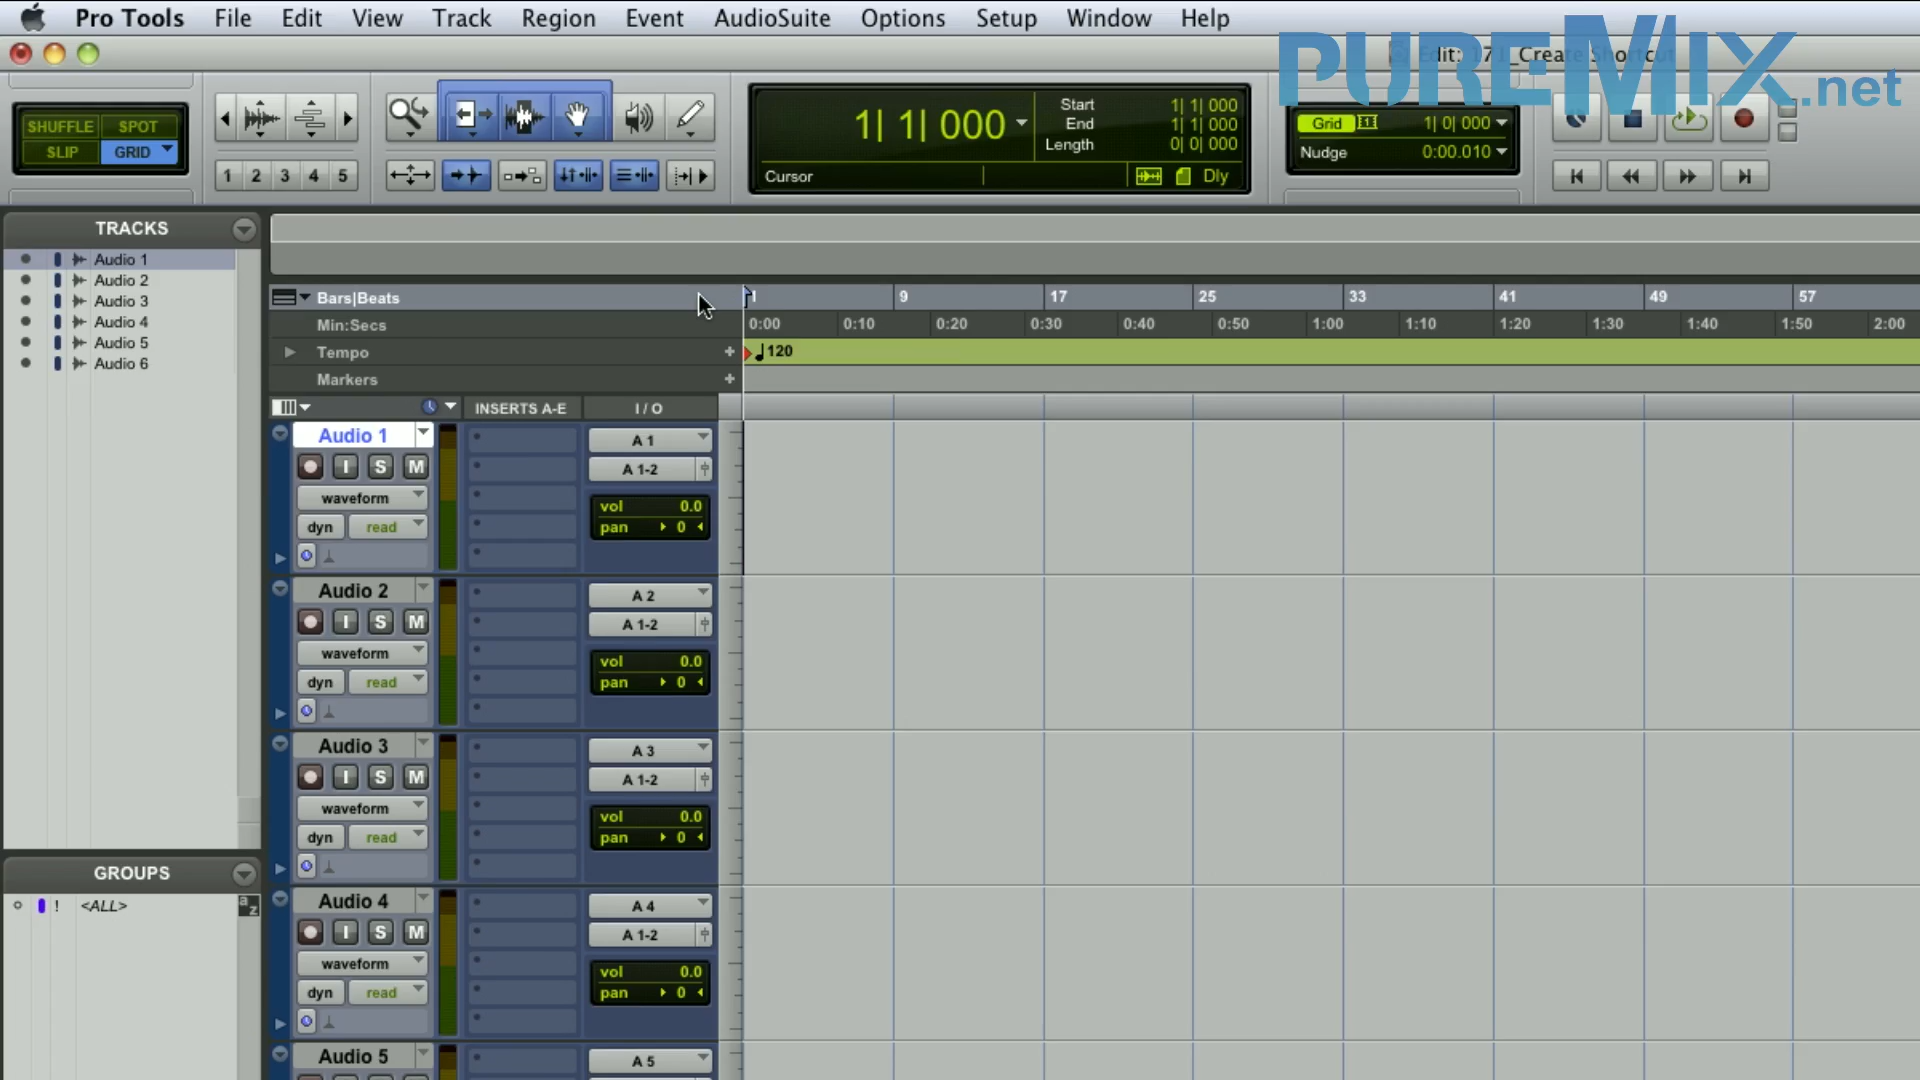 Pro Tools File Edit View Track Region Event AudioSuite Options Setup Window Help
PUREMIX.net
Edit: 171_Create Shortcut
SHUFFLE SPOT
SLIP GRID
1 2 3 4 5
1| 1| 000
Start 1| 1| 000
End 1| 1| 000
Length 0| 0| 000
Cursor
Dly
Grid 1| 0| 000
Nudge 0:00.010
TRACKS
Audio 1
Audio 2
Audio 3
Audio 4
Audio 5
Audio 6
GROUPS
! <ALL>
a z
Bars|Beats 1 9 17 25 33 41 49 57
Min:Secs 0:00 0:10 0:20 0:30 0:40 0:50 1:00 1:10 1:20 1:30 1:40 1:50 2:00
Tempo + 120
Markers +
INSERTS A-E I / O
Audio 1 A 1
I S M A 1-2
waveform vol 0.0
dyn read pan 0
Audio 2 A 2
I S M A 1-2
waveform vol 0.0
dyn read pan 0
Audio 3 A 3
I S M A 1-2
waveform vol 0.0
dyn read pan 0
Audio 4 A 4
I S M A 1-2
waveform vol 0.0
dyn read pan 0
Audio 5 A 5